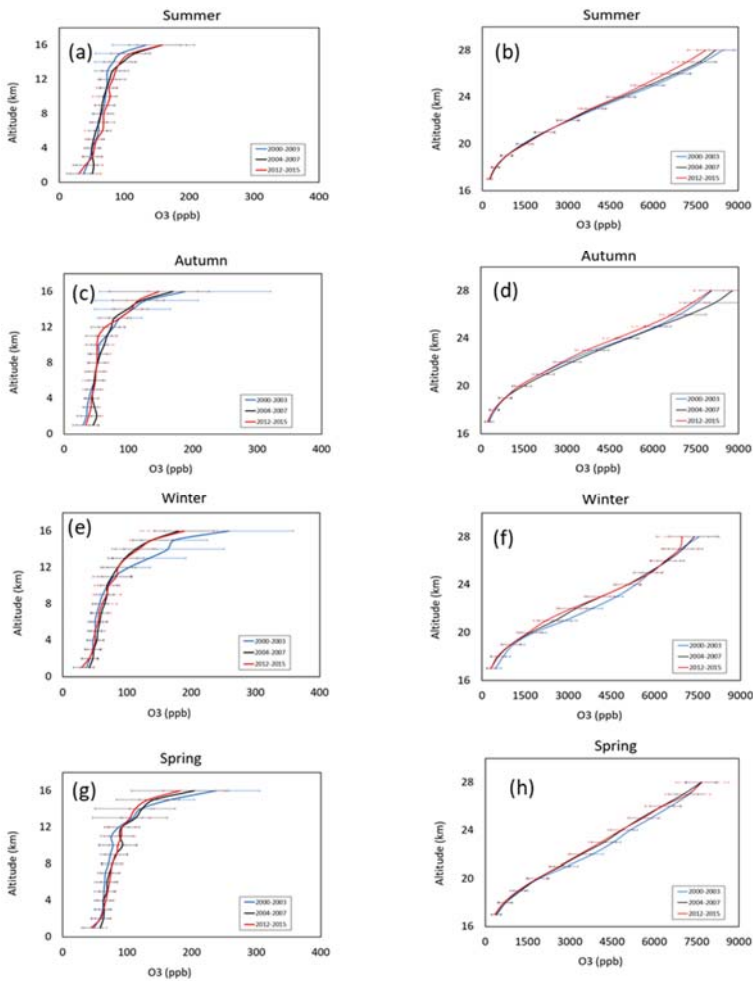 Summer
(a)
Altitude (km)
16
12
8
4
0
0 100 200 300 400
O3 (ppb)
2000-2003
2004-2007
2012-2015
Summer
(b)
Altitude (km)
28
24
20
16
0 1500 3000 4500 6000 7500 9000
O3 (ppb)
2000-2003
2004-2007
2012-2015
Autumn
(c)
Altitude (km)
16
12
8
4
0
0 100 200 300 400
O3 (ppb)
2000-2003
2004-2007
2012-2015
Autumn
(d)
Altitude (km)
28
24
20
16
0 1500 3000 4500 6000 7500 9000
O3 (ppb)
2000-2003
2004-2007
2012-2015
Winter
(e)
Altitude (km)
16
12
8
4
0
0 100 200 300 400
O3 (ppb)
2000-2003
2004-2007
2012-2015
Winter
(f)
Altitude (km)
28
24
20
16
0 1500 3000 4500 6000 7500 9000
O3 (ppb)
2000-2003
2004-2007
2012-2015
Spring
(g)
Altitude (km)
16
12
8
4
0
0 100 200 300 400
O3 (ppb)
2000-2003
2004-2007
2012-2015
Spring
(h)
Altitude (km)
28
24
20
16
0 1500 3000 4500 6000 7500 9000
O3 (ppb)
2000-2003
2004-2007
2012-2015